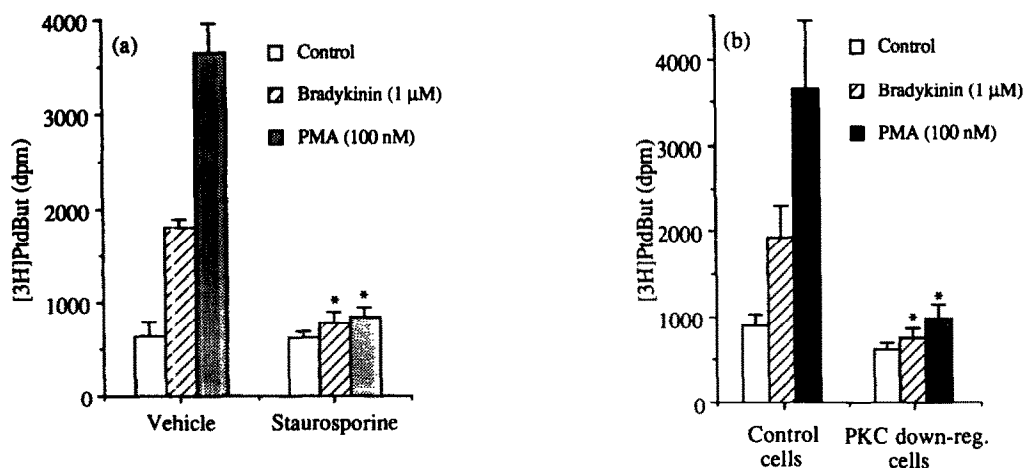 (a)
[3H]PtdBut (dpm)
4000
3000
2000
1000
0
Control
Bradykinin (1 μM)
PMA (100 nM)
* *
Vehicle Staurosporine
(b)
[3H]PtdBut (dpm)
4000
3000
2000
1000
0
Control
Bradykinin (1 μM)
PMA (100 nM)
* *
Control PKC down-reg.
cells cells